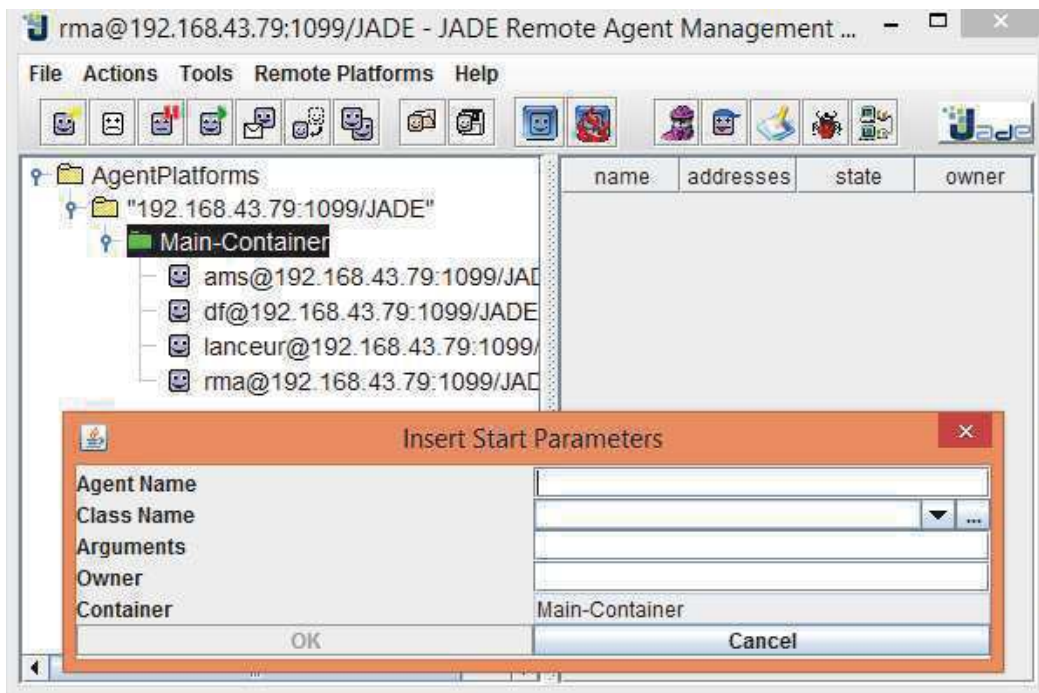 rma@192.168.43.79:1099/JADE - JADE Remote Agent Management ...
File Actions Tools Remote Platforms Help
Jade
AgentPlatforms
name addresses state owner
"192.168.43.79:1099/JADE"
Main-Container
ams@192.168.43.79:1099/JAD
df@192.168.43.79:1099/JADE
lanceur@192.168.43.79:1099/
rma@192.168.43.79:1099/JAD
Insert Start Parameters
Agent Name
Class Name ...
Arguments
Owner
Container Main-Container
OK Cancel